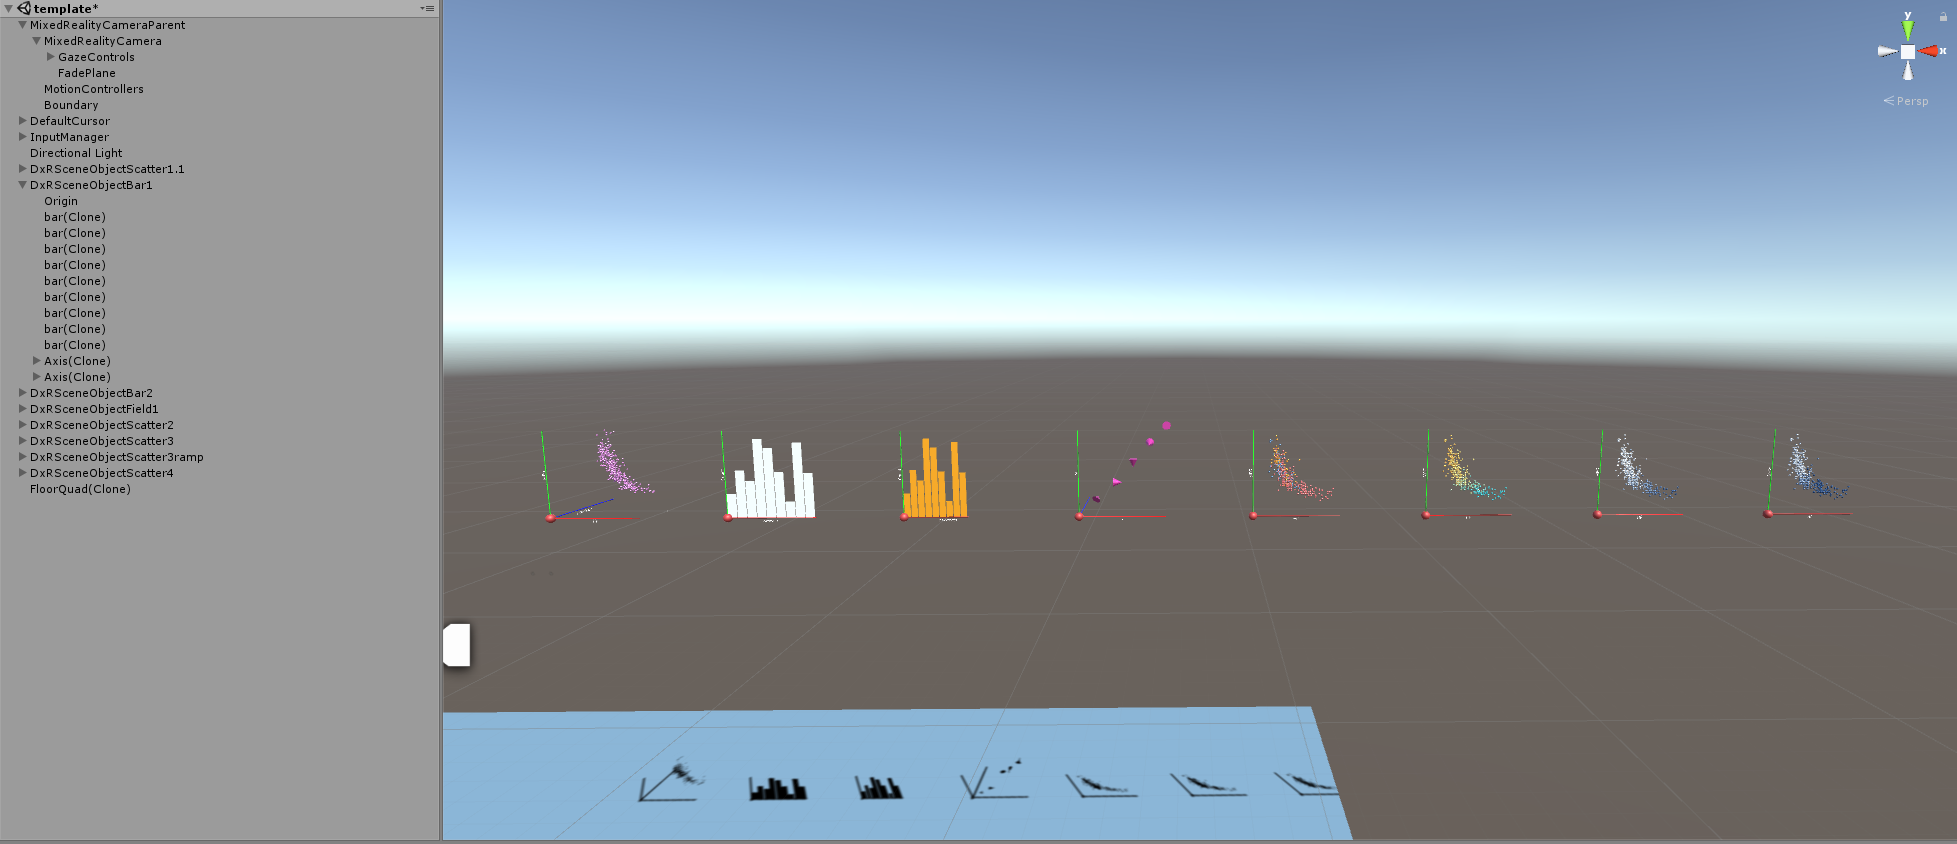 template*
MixedRealityCameraParent
MixedRealityCamera
GazeControls
FadePlane
MotionControllers
Boundary
DefaultCursor
InputManager
Directional Light
DxRSceneObjectScatter1.1
DxRSceneObjectBar1
Origin
bar(Clone)
bar(Clone)
bar(Clone)
bar(Clone)
bar(Clone)
bar(Clone)
bar(Clone)
bar(Clone)
bar(Clone)
Axis(Clone)
Axis(Clone)
DxRSceneObjectBar2
DxRSceneObjectField1
DxRSceneObjectScatter2
DxRSceneObjectScatter3
DxRSceneObjectScatter3ramp
DxRSceneObjectScatter4
FloorQuad(Clone)
y
x
Persp